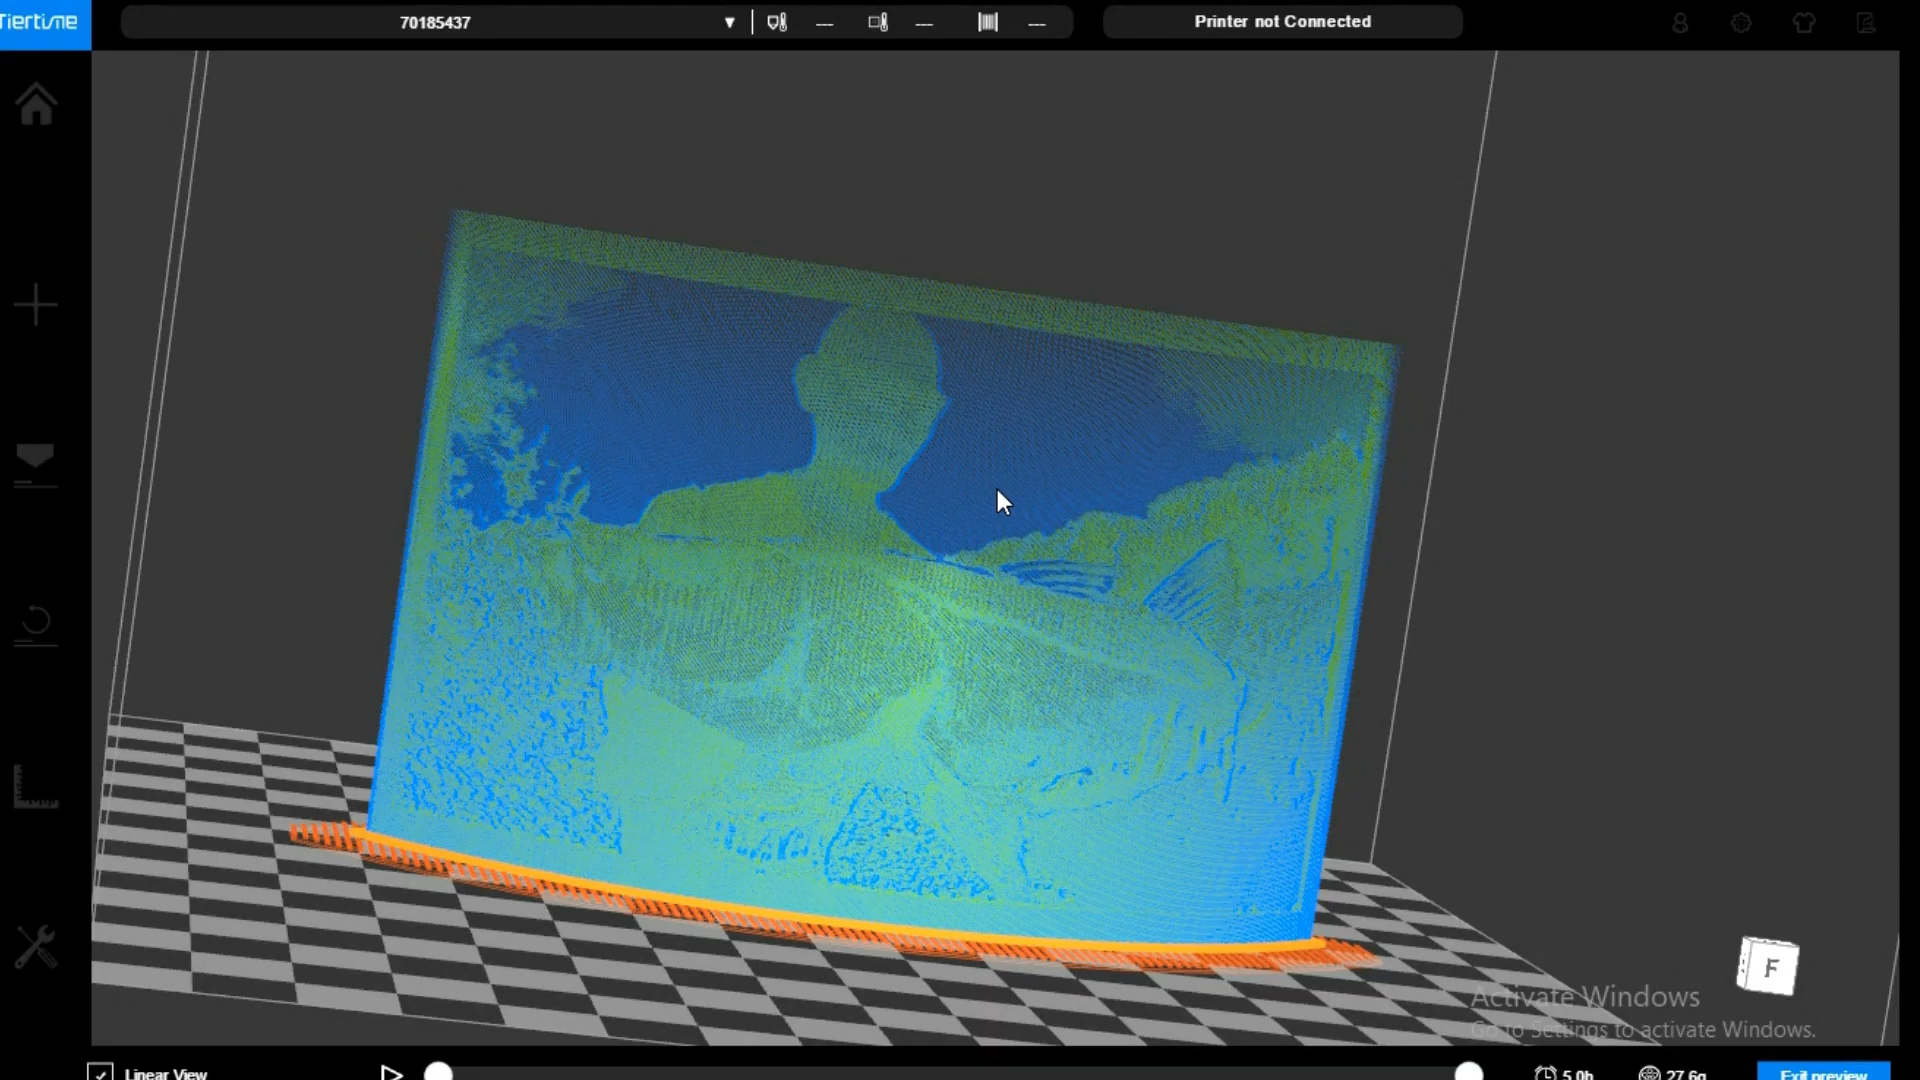 Tiertime
70185437
Printer not Connected
F
Activate Windows
Go to Settings to activate Windows.
Linear View
5.0h
27.6g
Exit preview